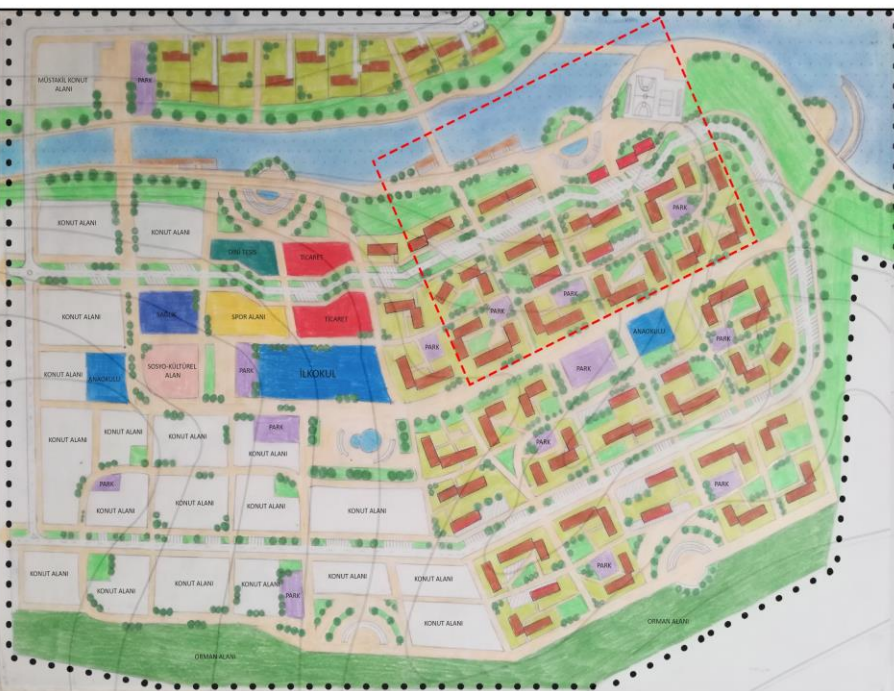 MÜSTAKİL KONUT
ALANI
PARK
KONUT ALANI
KONUT ALANI
DİNİ TESİS
TİCARET
PARK
KONUT ALANI
SAĞLIK
SPOR ALANI
TİCARET
PARK
PARK
ANAOKULU
PARK
PARK
KONUT ALANI
ANAOKULU
SOSYO-KÜLTÜREL
ALAN
PARK
İLKOKUL
PARK
KONUT ALANI
KONUT ALANI
KONUT ALANI
PARK
KONUT ALANI
PARK
PARK
KONUT ALANI
KONUT ALANI
KONUT ALANI
KONUT ALANI
PARK
KONUT ALANI
KONUT ALANI
KONUT ALANI
KONUT ALANI
PARK
KONUT ALANI
KONUT ALANI
PARK
KONUT ALANI
ORMAN ALANI
ORMAN ALANI